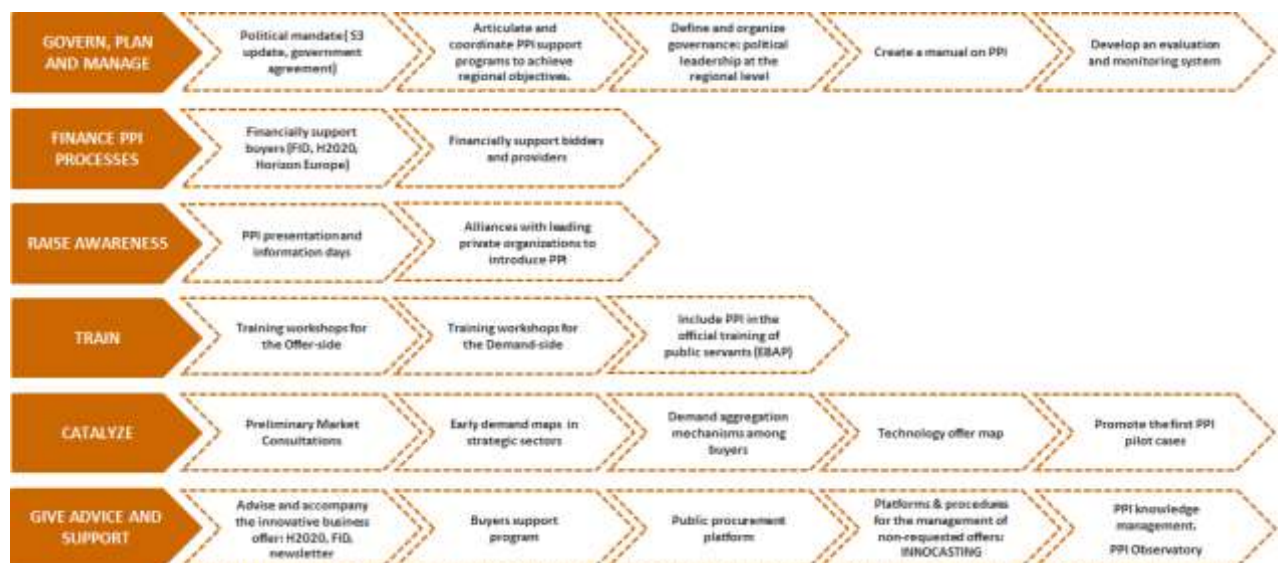 GOVERN, PLAN
AND MANAGE
Political mandate( S3
update, government
agreement)
Articulate and
coordinate PPI support
programs to achieve
regional objectives.
Define and organize
governance: political
leadership at the
regional level
Create a manual on PPI
Develop an evaluation
and monitoring system
FINANCE PPI
PROCESSES
Financially support
buyers (FID, H2020,
Horizon Europe)
Financially support bidders
and providers
RAISE AWARENESS
PPI presentation and
information days
Alliances with leading
private organizations to
introduce PPI
TRAIN
Training workshops for
the Offer-side
Training workshops for
the Demand-side
Include PPI in the
official training of
public servants (EBAP)
CATALYZE
Preliminary Market
Consultations
Early demand maps in
strategic sectors
Demand aggregation
mechanisms among
buyers
Technology offer map
Promote the first PPI
pilot cases
GIVE ADVICE AND
SUPPORT
Advise and accompany
the innovative business
offer: H2020, FID,
newsletter
Buyers support
program
Public procurement
platform
Platforms & procedures
for the management of
non-requested offers:
INNOCASTING
PPI knowledge
management.
PPI Observatory